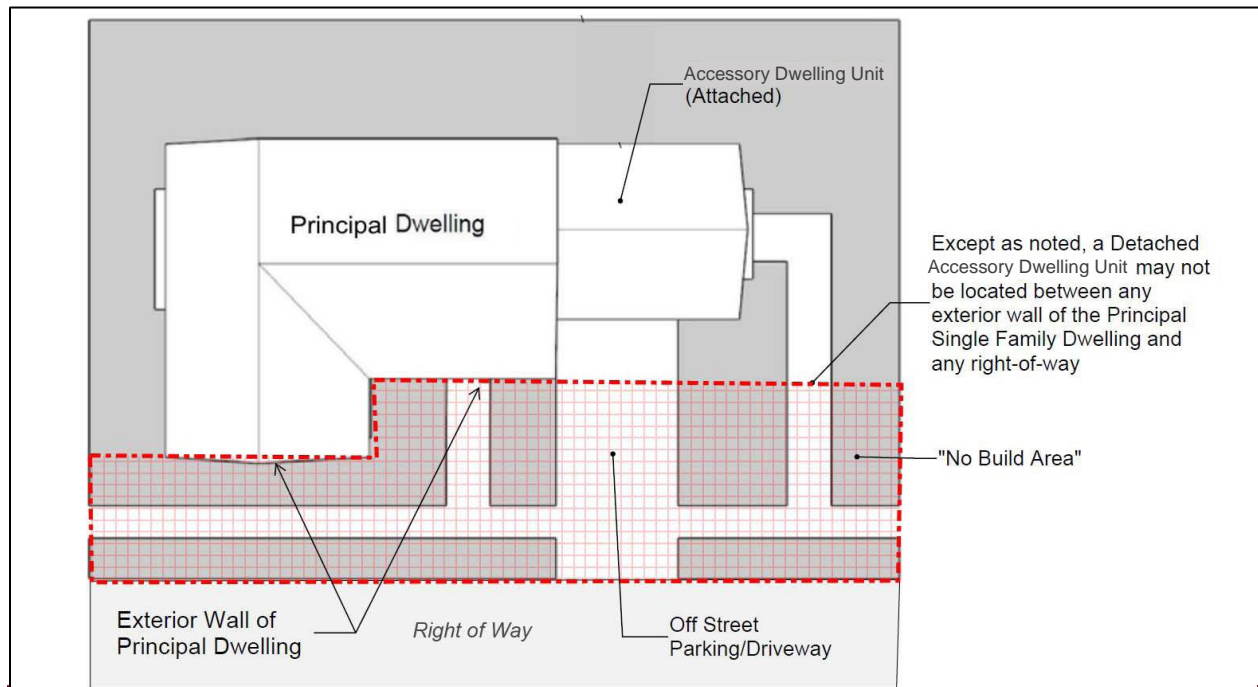 Accessory Dwelling Unit
(Attached)
Principal Dwelling
Except as noted, a Detached
Accessory Dwelling Unit may not
be located between any
exterior wall of the Principal
Single Family Dwelling and
any right-of-way
"No Build Area"
Exterior Wall of
Principal Dwelling
Right of Way
Off Street
Parking/Driveway